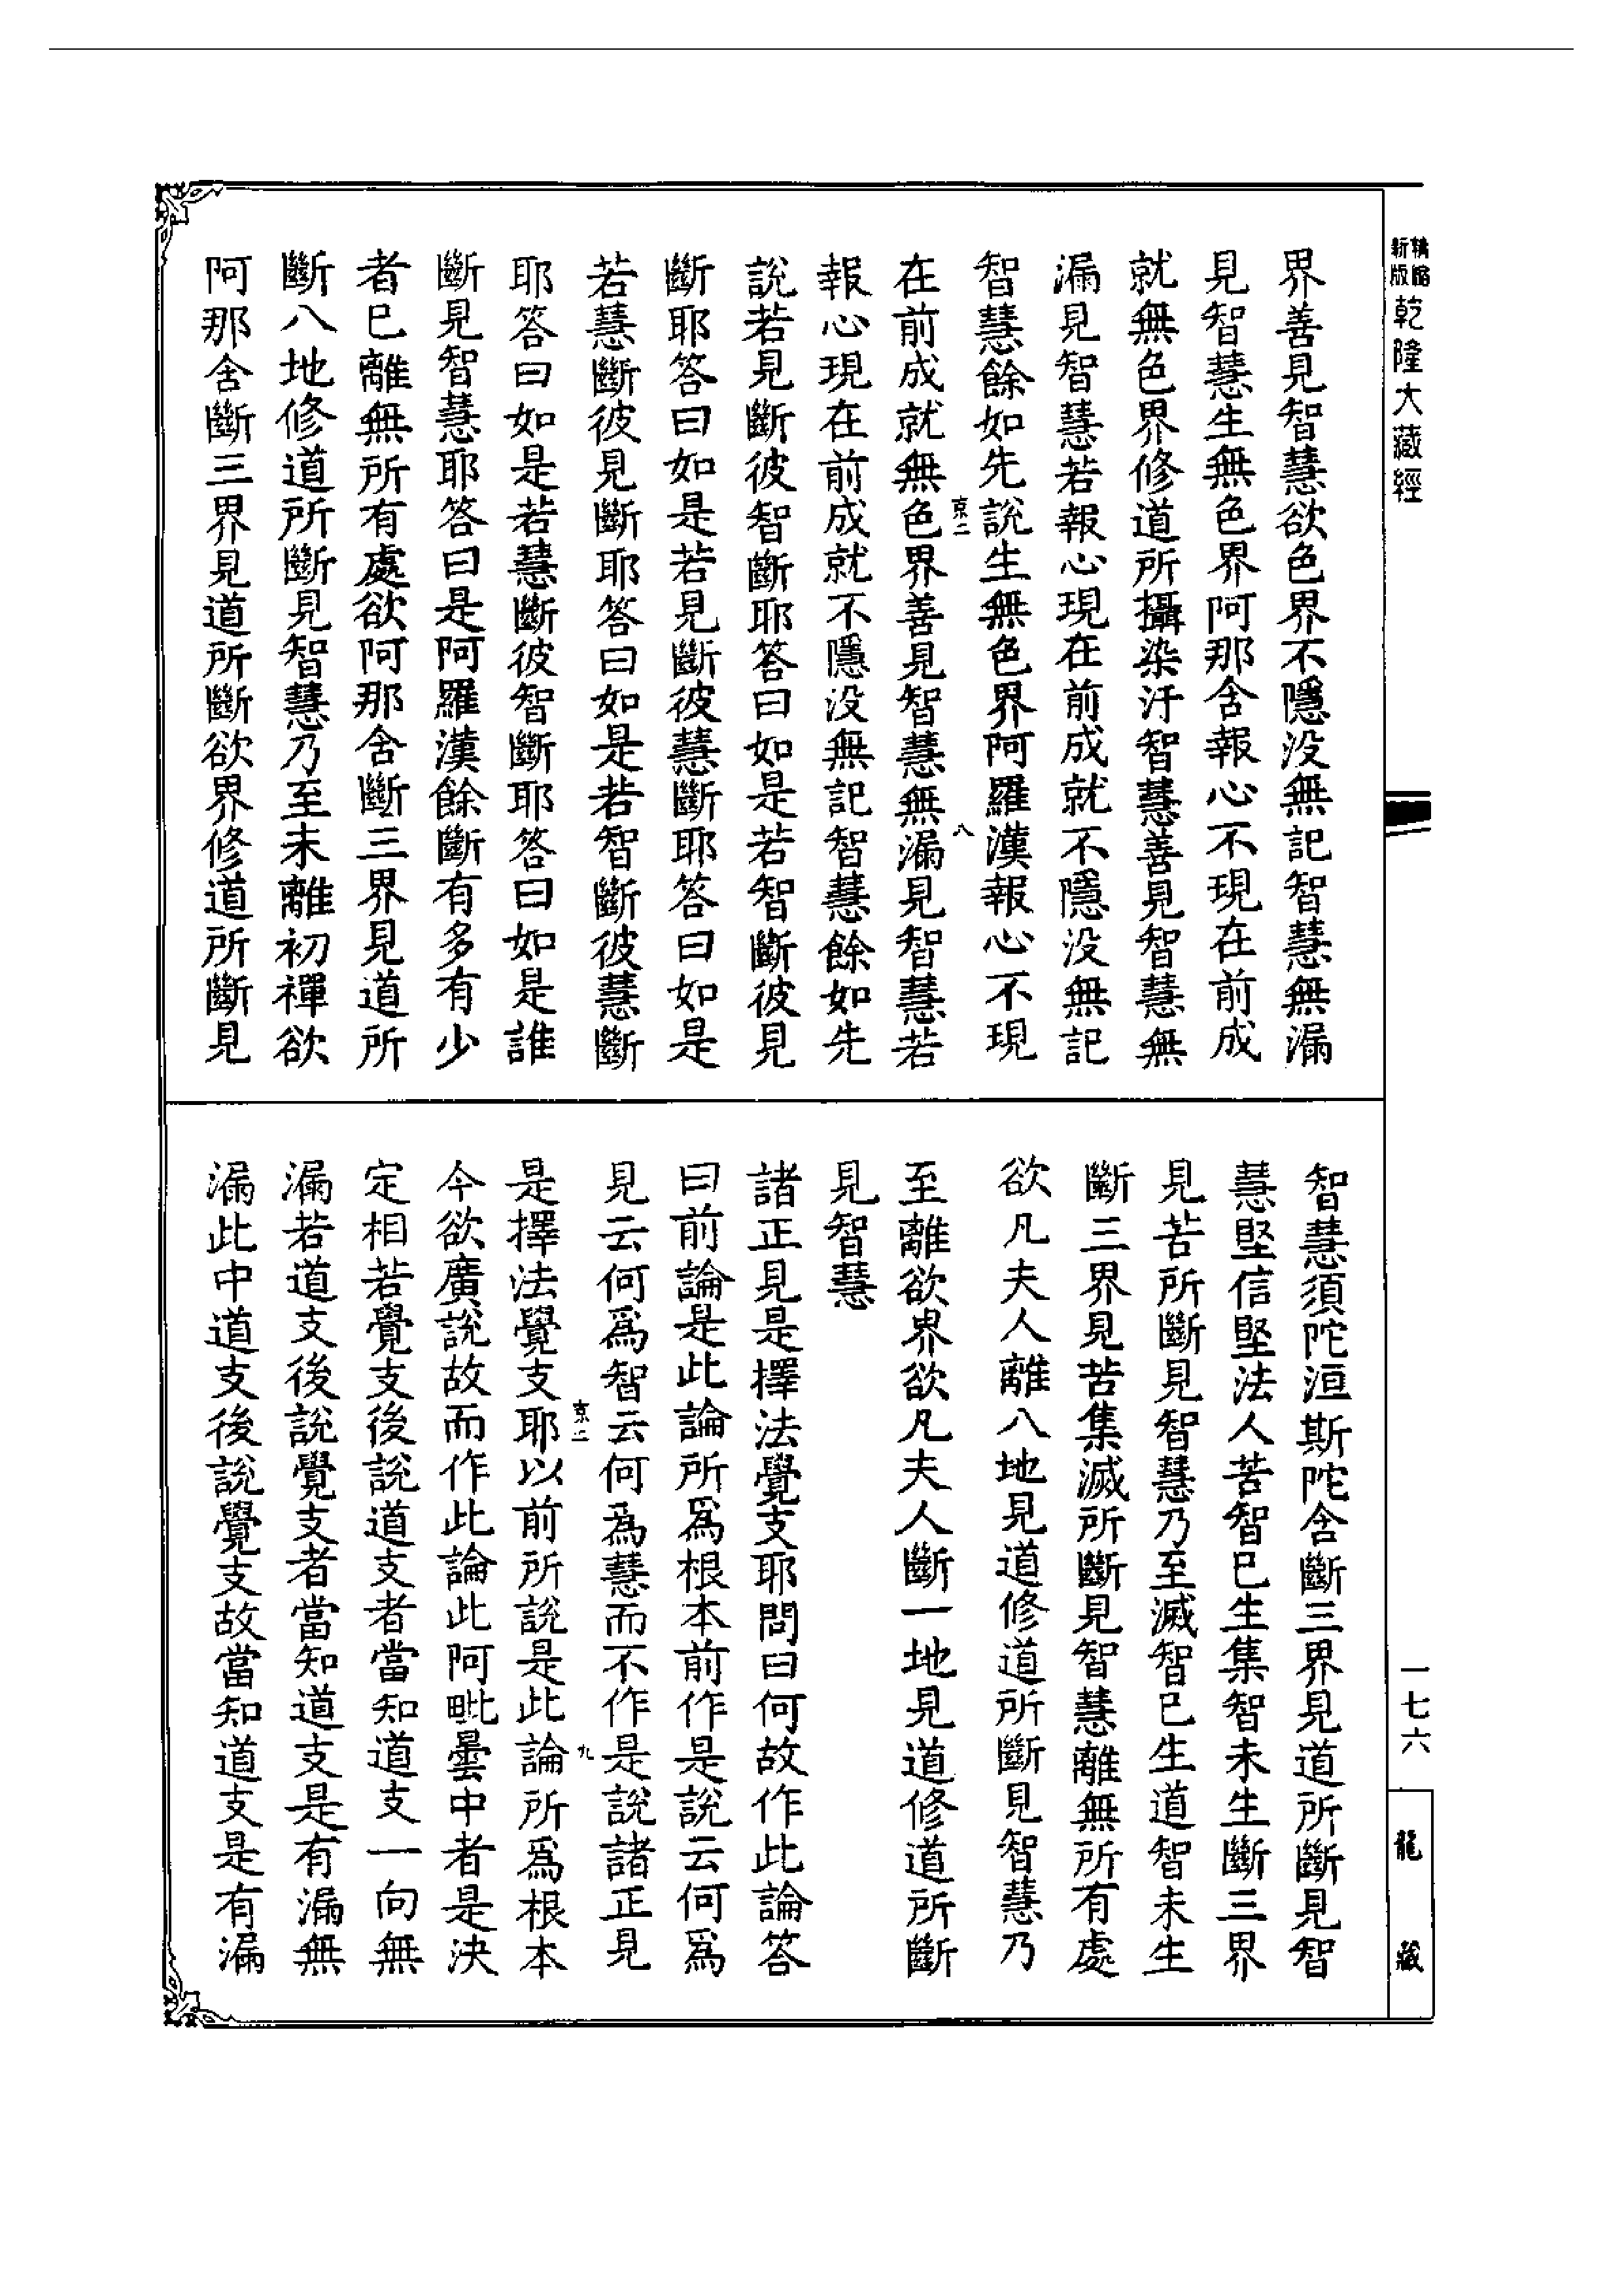 乾隆大藏經
一七六
龍藏
界善見智慧欲色界不隱没無記智慧無漏
見智慧生無色界阿那含報心不現在前成
就無色界修道所攝染汙智慧善見智慧無
漏見智慧若報心現在前成就不隱没無記
智慧餘如先說生無色界阿羅漢報心不現
京二
八
在前成就無色界善見智慧無漏見智慧若
報心現在前成就不隱没無記智慧餘如先
說若見斷彼智斷耶答曰如是若智斷彼見
斷耶答曰如是若見斷彼慧斷耶答曰如是
若慧斷彼見斷耶答曰如是若智斷彼慧斷
耶答曰如是若慧斷彼智斷耶答曰如是誰
斷見智慧耶答曰是阿羅漢餘斷有多有少
者已離無所有處欲阿那含斷三界見道所
斷八地修道所斷見智慧乃至未離初禪欲
阿那含斷三界見道所斷欲界修道所斷見
智慧須陀洹斯陀含斷三界見道所斷見智
慧堅信堅法人苦智已生集智未生斷三界
見苦所斷見智慧乃至滅智已生道智未生
斷三界見苦集滅所斷見智慧離無所有處
欲凡夫人離八地見道修道所斷見智慧乃
至離欲界欲凡夫人斷一地見道修道所斷
見智慧
諸正見是擇法覺支耶問曰何故作此論答
曰前論是此論所爲根本前作是說云何爲
見云何爲智云何為慧而不作是說諸正見
京二
九
是擇法覺支耶以前所說是此論所爲根本
今欲廣說故而作此論此阿毗曇中者是決
定相若覺支後說道支者當知道支一向無
漏若道支後說覺支者當知道支是有漏無
漏此中道支後說覺支故當知道支是有漏